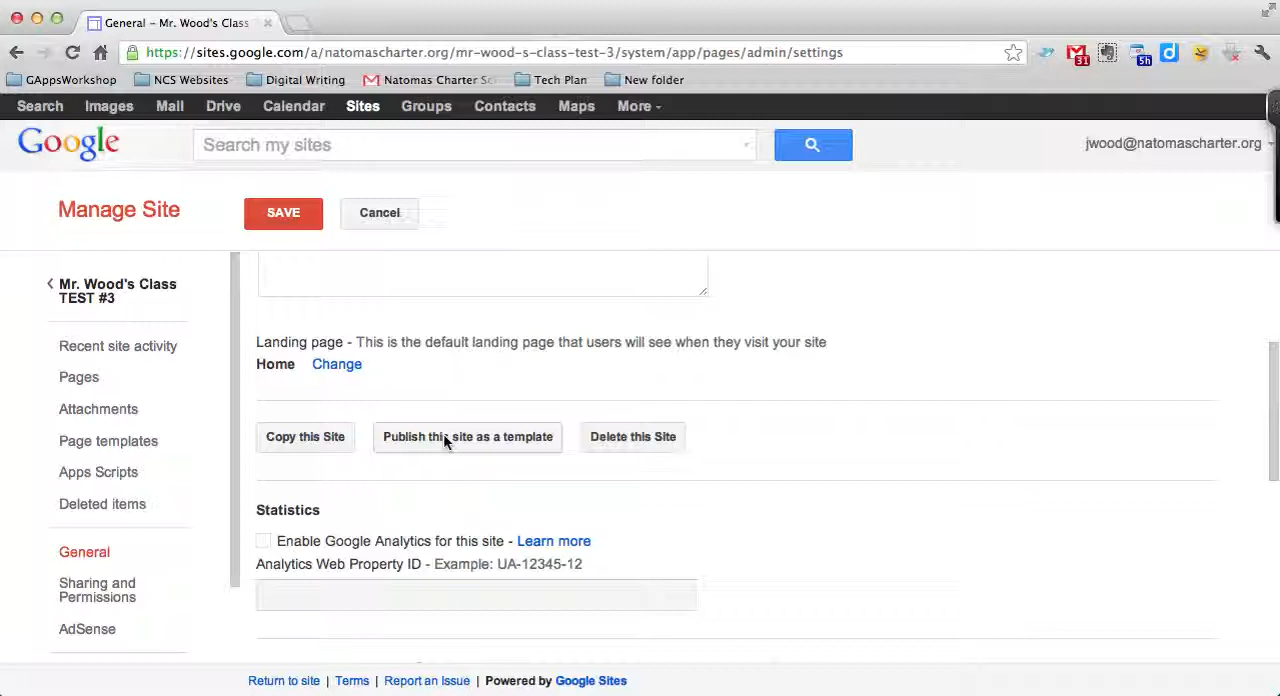 General – Mr. Wood's Class
https://sites.google.com/a/natomascharter.org/mr-wood-s-class-test-3/system/app/pages/admin/settings
31
5h
GAppsWorkshop NCS Websites Digital Writing Natomas Charter Sc Tech Plan New folder
Search Images Mail Drive Calendar Sites Groups Contacts Maps More
Google Search my sites jwood@natomascharter.org
Manage Site SAVE Cancel
Mr. Wood's Class
TEST #3
Recent site activity
Pages
Attachments
Page templates
Apps Scripts
Deleted items
General
Sharing and
Permissions
AdSense
Landing page - This is the default landing page that users will see when they visit your site
Home Change
Copy this Site Publish this site as a template Delete this Site
Statistics
Enable Google Analytics for this site - Learn more
Analytics Web Property ID - Example: UA-12345-12
Return to site | Terms | Report an Issue | Powered by Google Sites